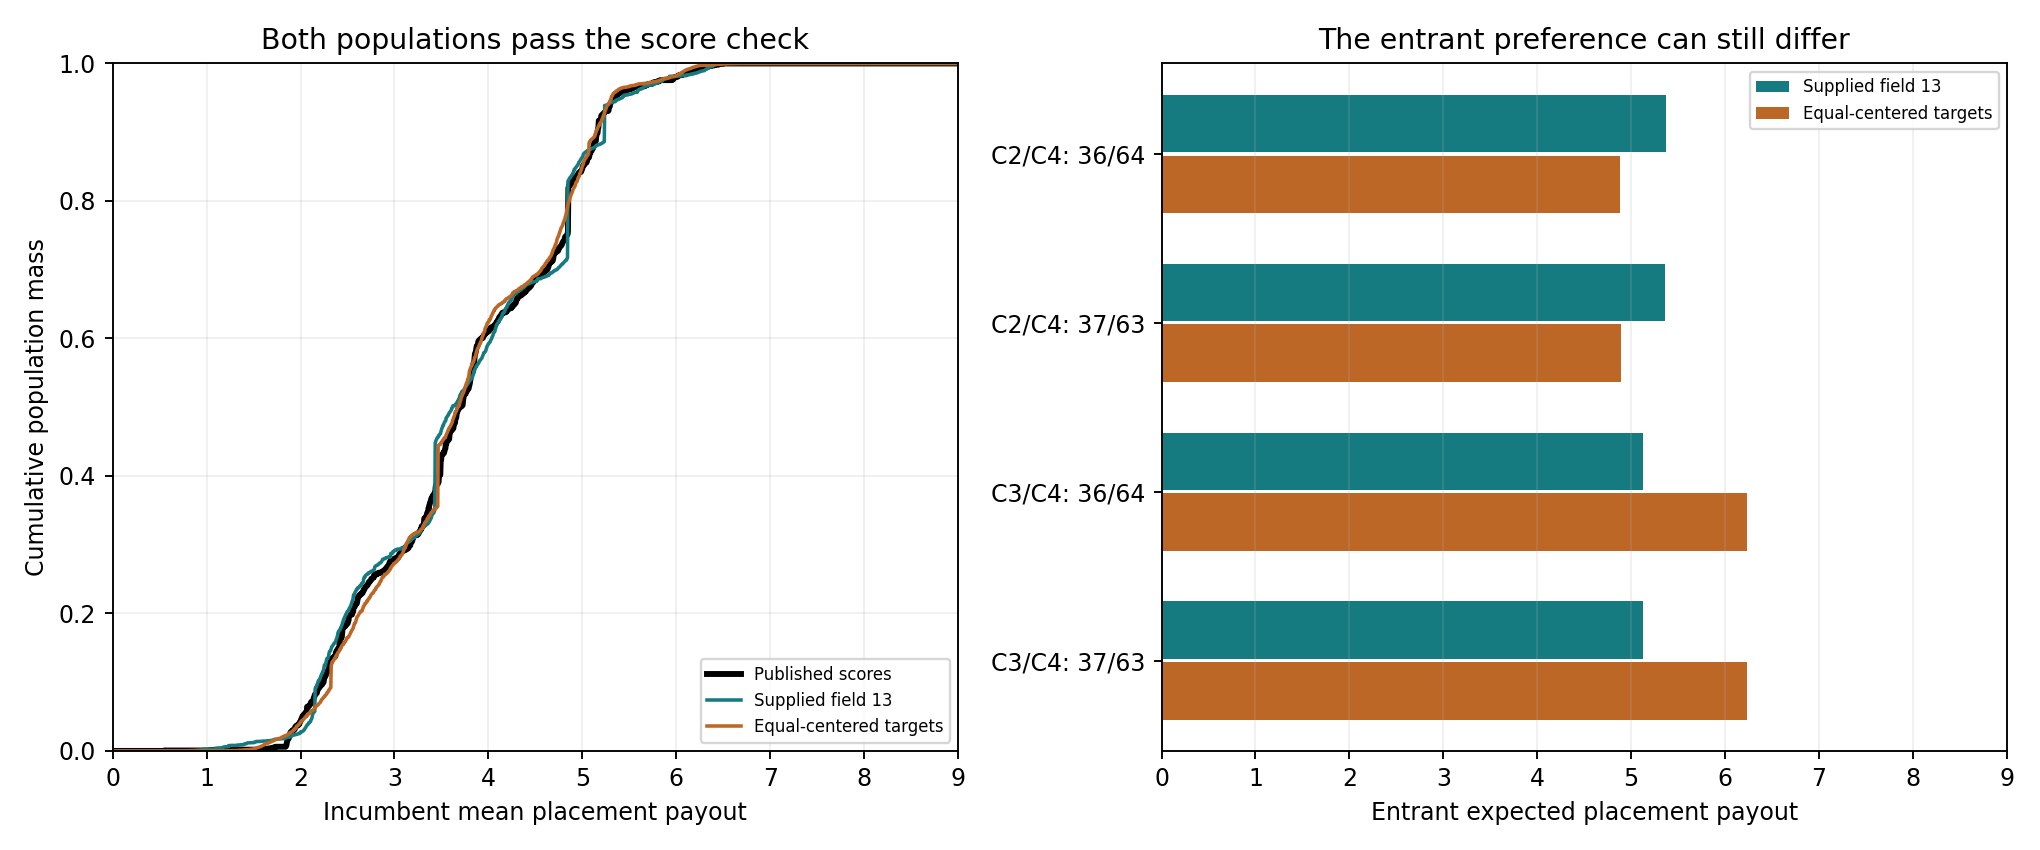 Both populations pass the score check
1.0
0.8
0.6
0.4
0.2
0.0
Cumulative population mass
0 1 2 3 4 5 6 7 8 9
Incumbent mean placement payout
Published scores
Supplied field 13
Equal-centered targets
The entrant preference can still differ
Supplied field 13
Equal-centered targets
C2/C4: 36/64
C2/C4: 37/63
C3/C4: 36/64
C3/C4: 37/63
0 1 2 3 4 5 6 7 8 9
Entrant expected placement payout